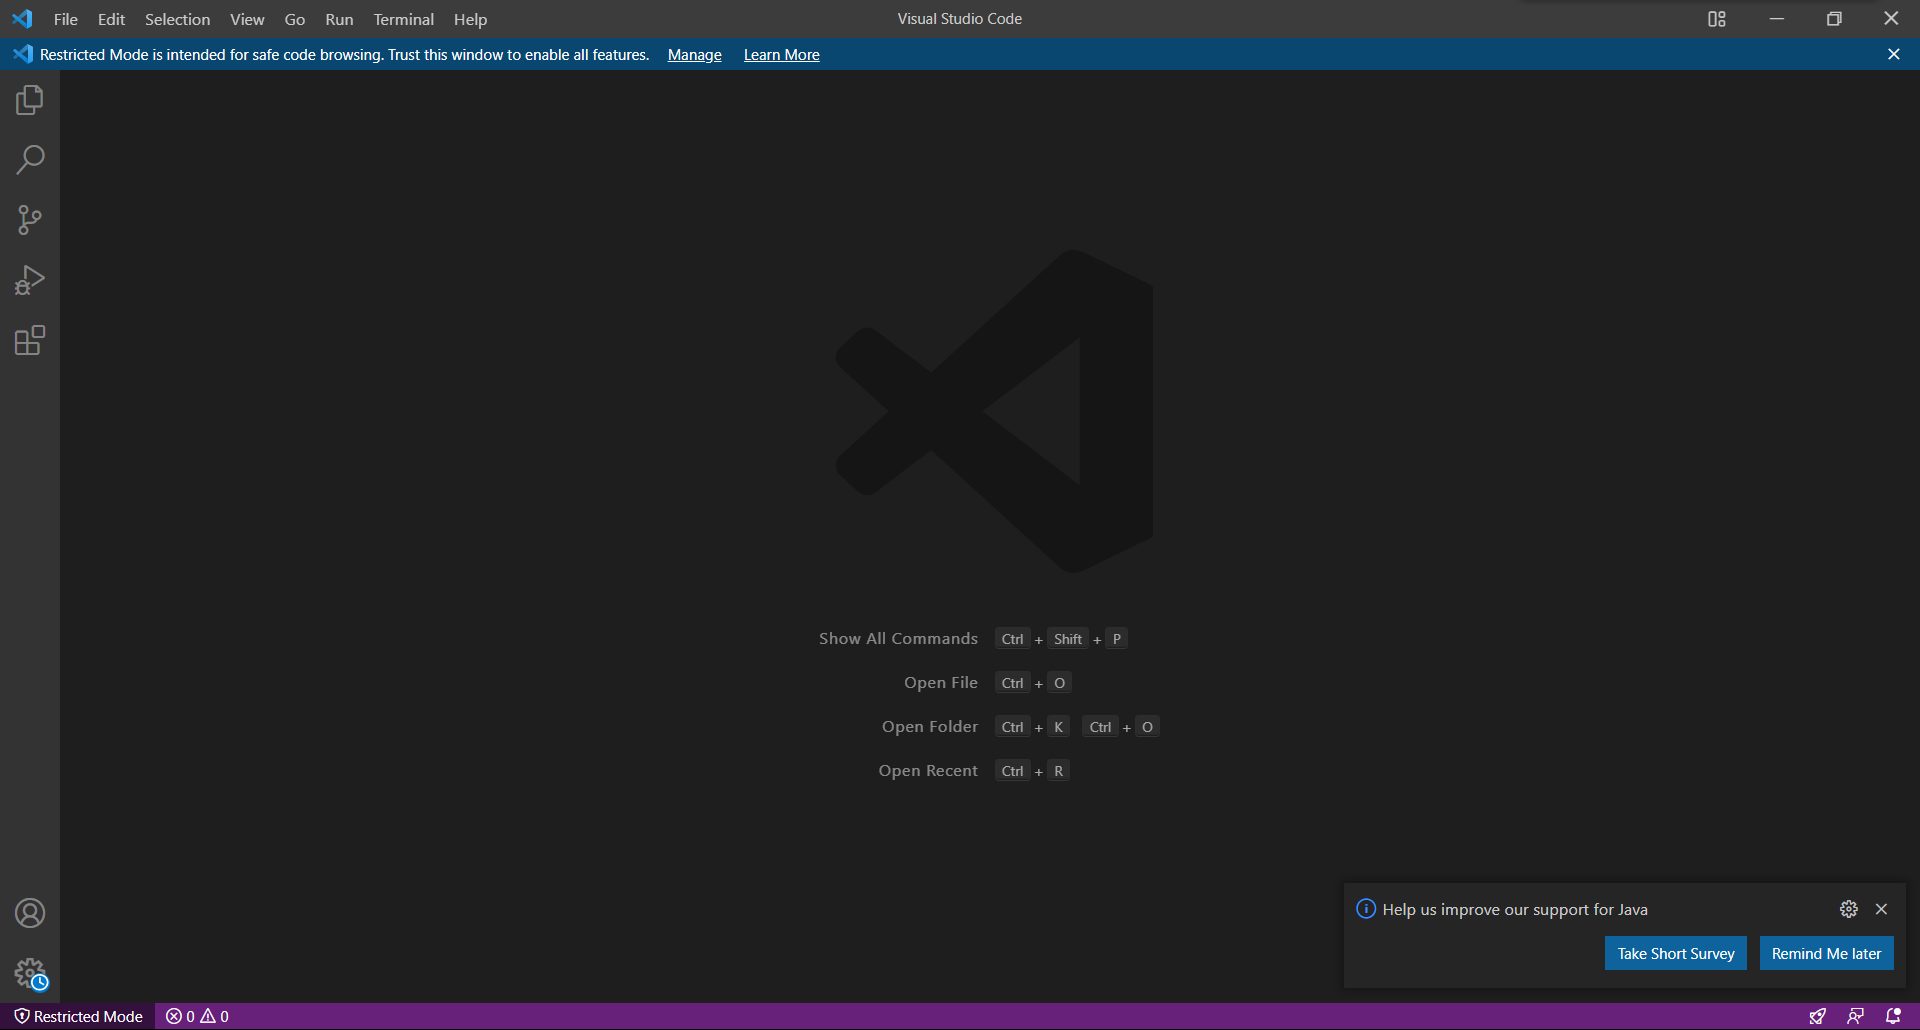 File Edit Selection View Go Run Terminal Help
Visual Studio Code
Restricted Mode is intended for safe code browsing. Trust this window to enable all features. Manage Learn More
Show All Commands Ctrl + Shift + P
Open File Ctrl + O
Open Folder Ctrl + K Ctrl + O
Open Recent Ctrl + R
Help us improve our support for Java
Take Short Survey Remind Me later
Restricted Mode 0 0